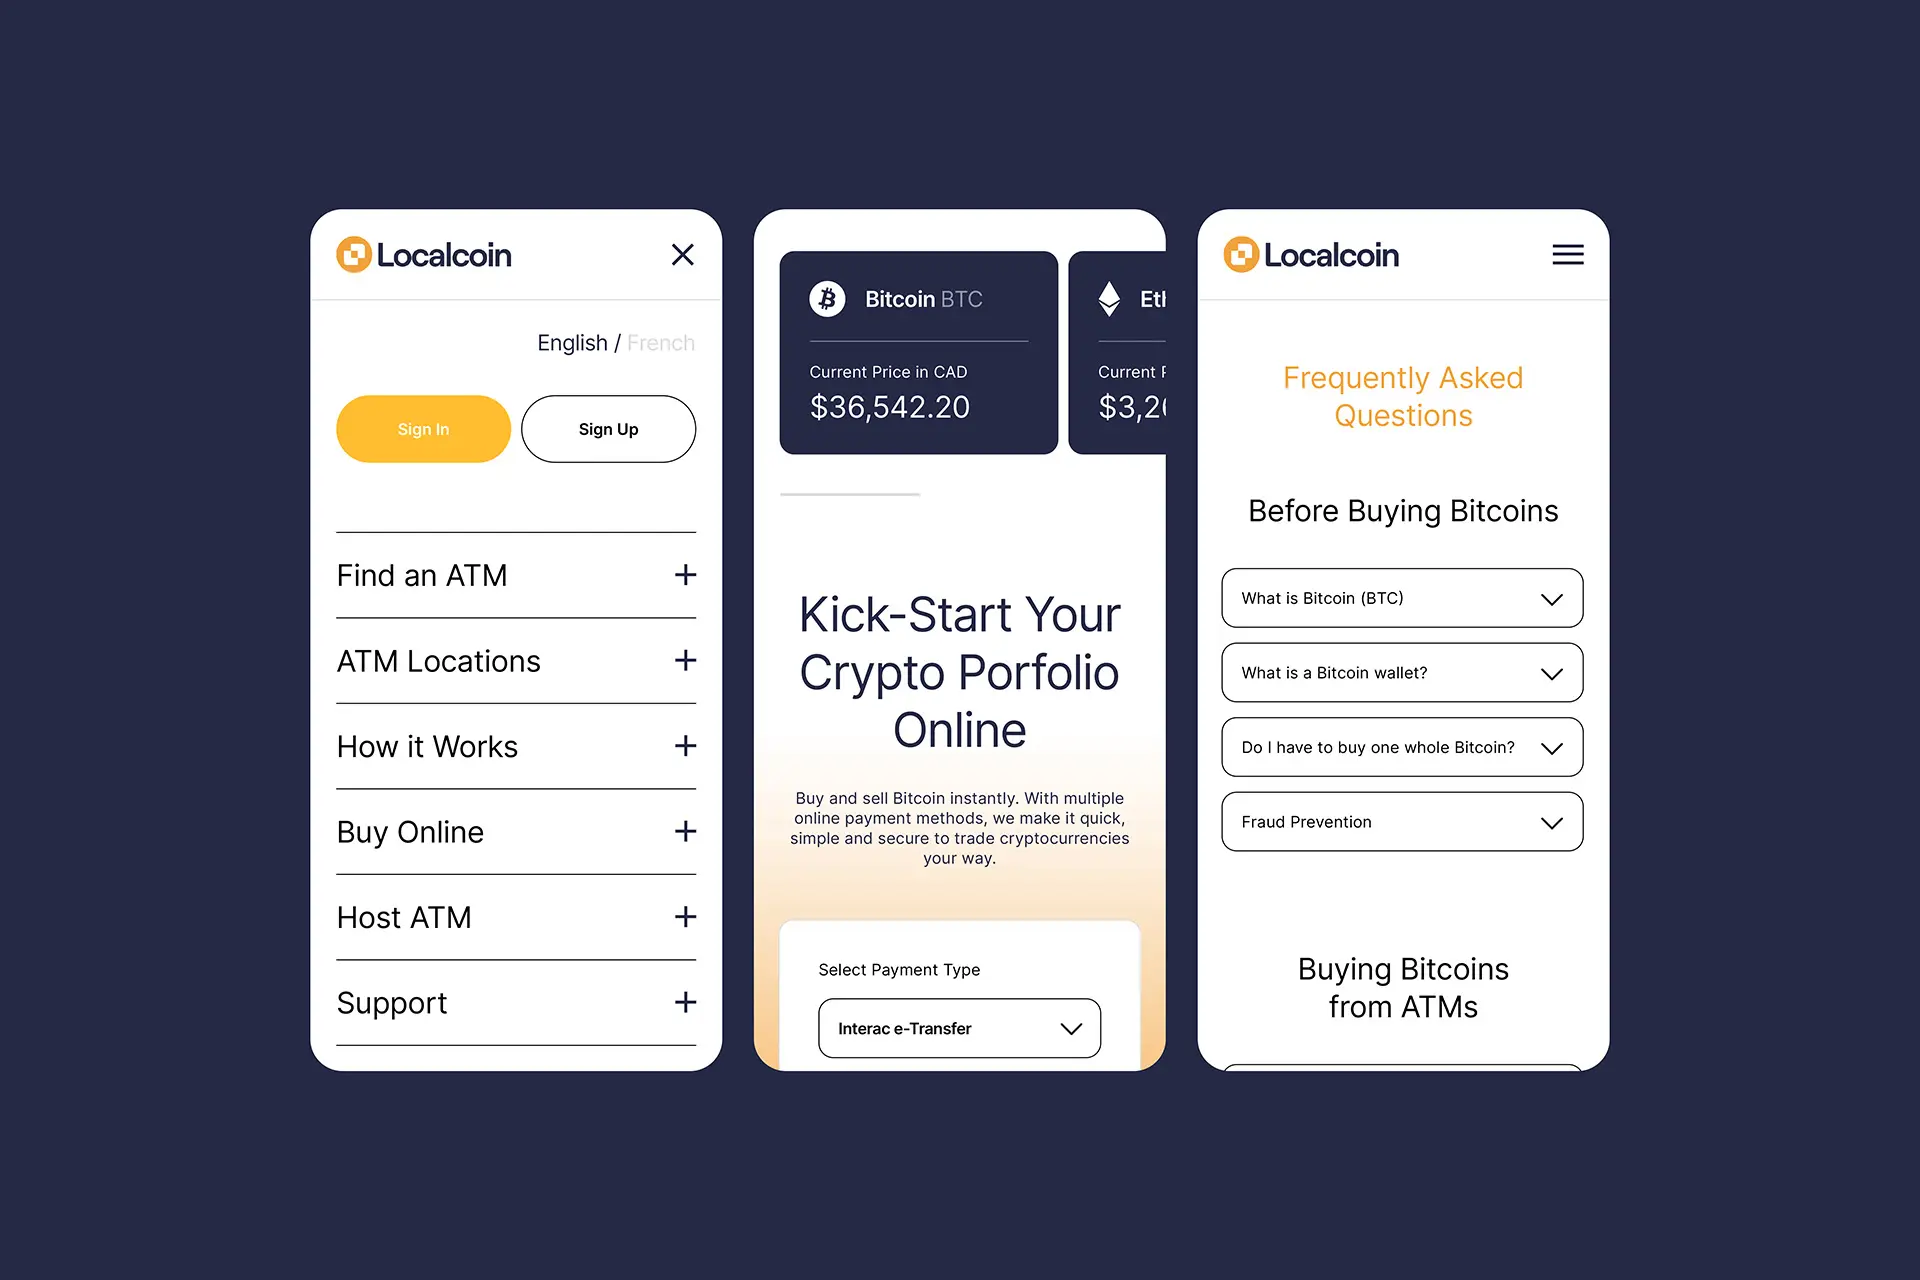 Localcoin
English / French
Sign In
Sign Up
Find an ATM
ATM Locations
How it Works
Buy Online
Host ATM
Support
Bitcoin BTC
Current Price in CAD
$36,542.20
Kick-Start Your
Crypto Porfolio
Online
Buy and sell Bitcoin instantly. With multiple
online payment methods, we make it quick,
simple and secure to trade cryptocurrencies
your way.
Select Payment Type
Interac e-Transfer
Eth
Current P
$3,20
Localcoin
Frequently Asked
Questions
Before Buying Bitcoins
What is Bitcoin (BTC)
What is a Bitcoin wallet?
Do I have to buy one whole Bitcoin?
Fraud Prevention
Buying Bitcoins
from ATMs